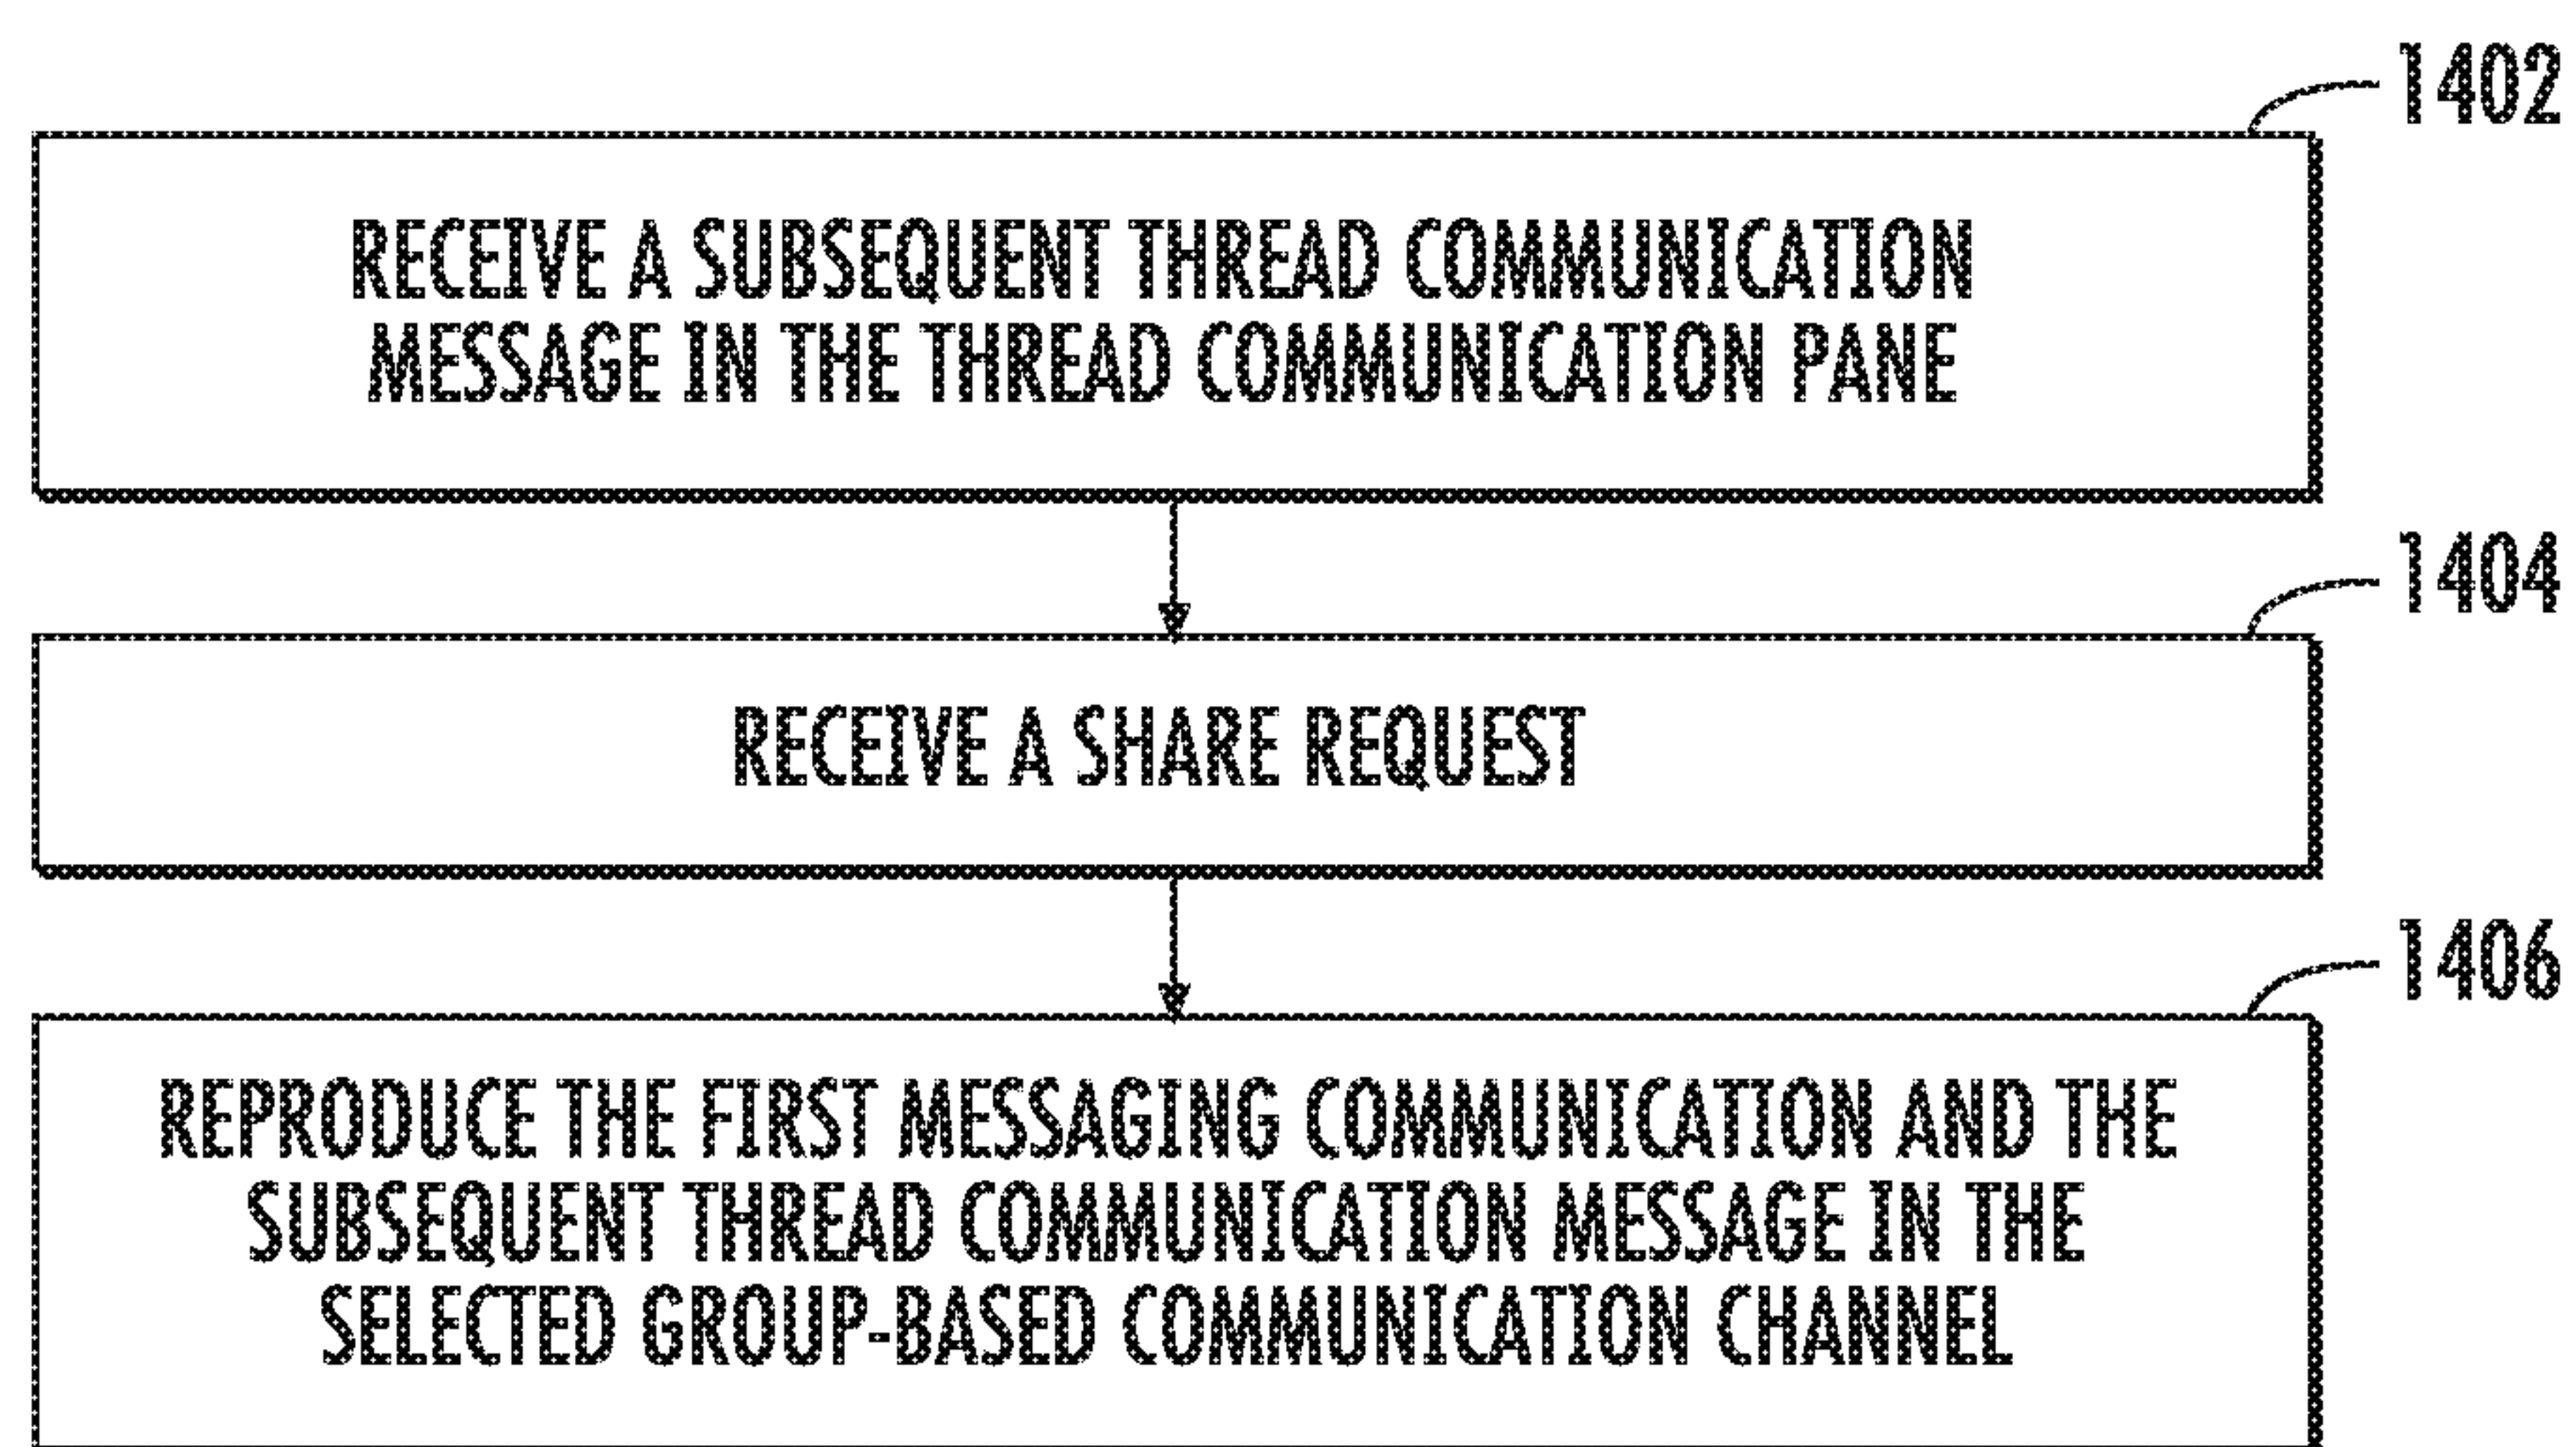 1402
RECEIVE A SUBSEQUENT THREAD COMMUNICATION
MESSAGE IN THE THREAD COMMUNICATION PANE
1404
RECEIVE A SHARE REQUEST
1406
REPRODUCE THE FIRST MESSAGING COMMUNICATION AND THE
SUBSEQUENT THREAD COMMUNICATION MESSAGE IN THE
SELECTED GROUP-BASED COMMUNICATION CHANNEL